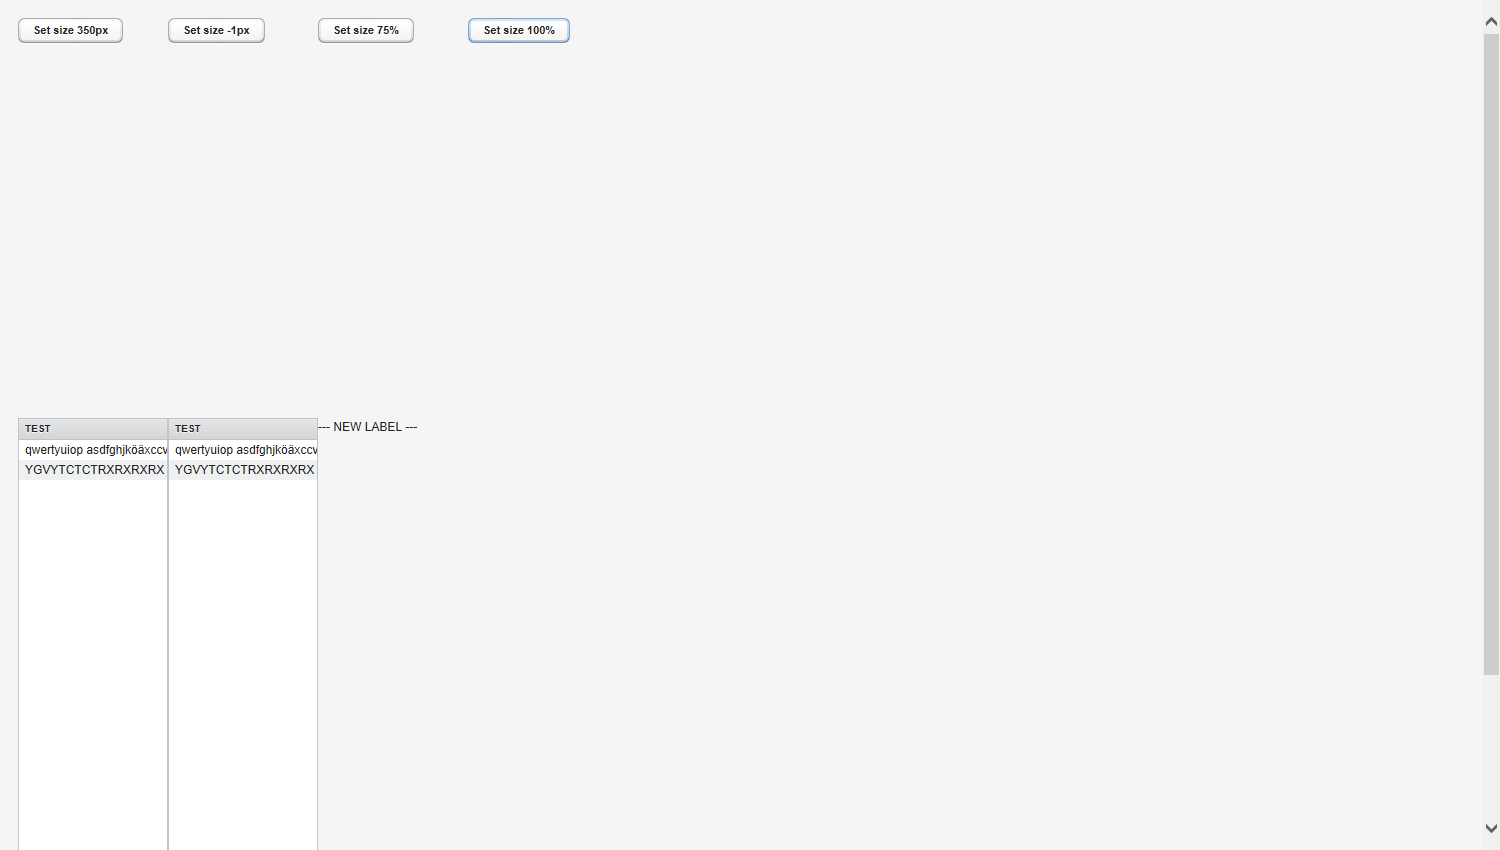 Set size 350px Set size -1px Set size 75% Set size 100%
TEST TEST --- NEW LABEL ---
qwertyuiop asdfghjköäxccv qwertyuiop asdfghjköäxccv
YGVYTCTCTRXRXRXRX YGVYTCTCTRXRXRXRX